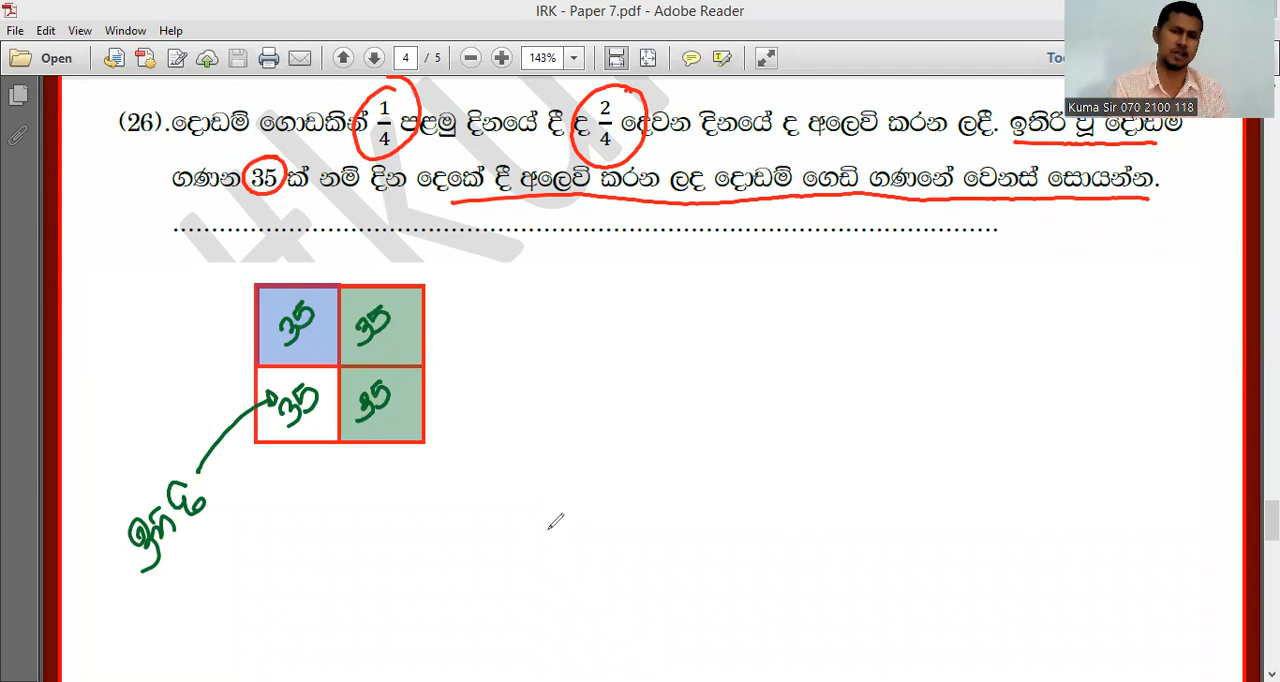 IRK - Paper 7.pdf - Adobe Reader
File Edit View Window Help
Open 4 / 5 143% Too
Kuma Sir 070 2100 118
(26). දොඩම් ගොඩකින් 1/4 පළමු දිනයේ දී ද 2/4 දෙවන දිනයේ ද අලෙවි කරන ලදී. ඉතිරි වූ දොඩම්
ගණන 35 ක් නම් දින දෙකේ දී අලෙවි කරන ලද දොඩම් ගෙඩි ගණනේ වෙනස සොයන්න.
35 35
35 35
ඉතිරි